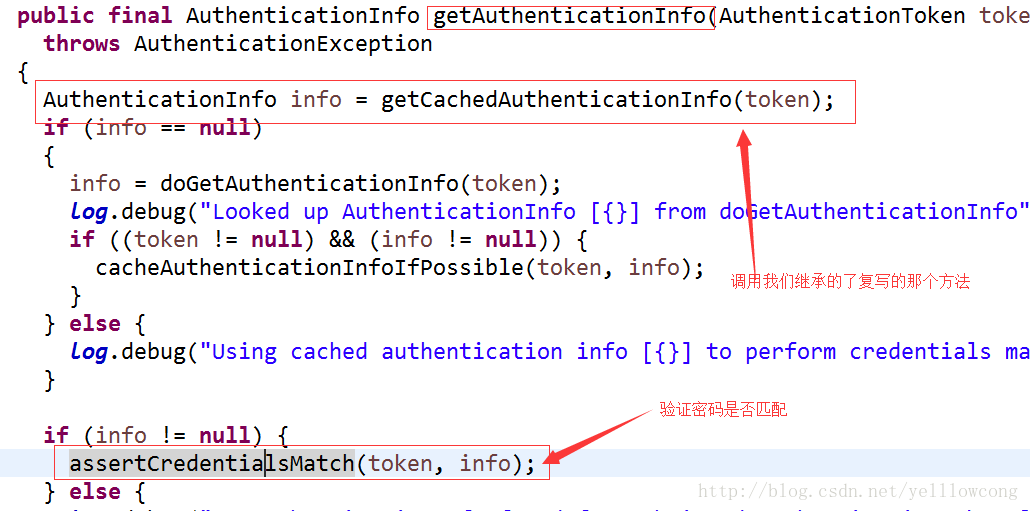 public final AuthenticationInfo getAuthenticationInfo(AuthenticationToken toke
throws AuthenticationException
{
AuthenticationInfo info = getCachedAuthenticationInfo(token);
if (info == null)
{
info = doGetAuthenticationInfo(token);
log.debug("Looked up AuthenticationInfo [{}] from doGetAuthenticationInfo"
if ((token != null) && (info != null)) {
cacheAuthenticationInfoIfPossible(token, info);
调用我们继承的了复写的那个方法
}
} else {
log.debug("Using cached authentication info [{}] to perform credentials ma
}
验证密码是否匹配
if (info != null) {
assertCredentialsMatch(token, info);
} else {
http://blog.csdn.net/yelllowcong